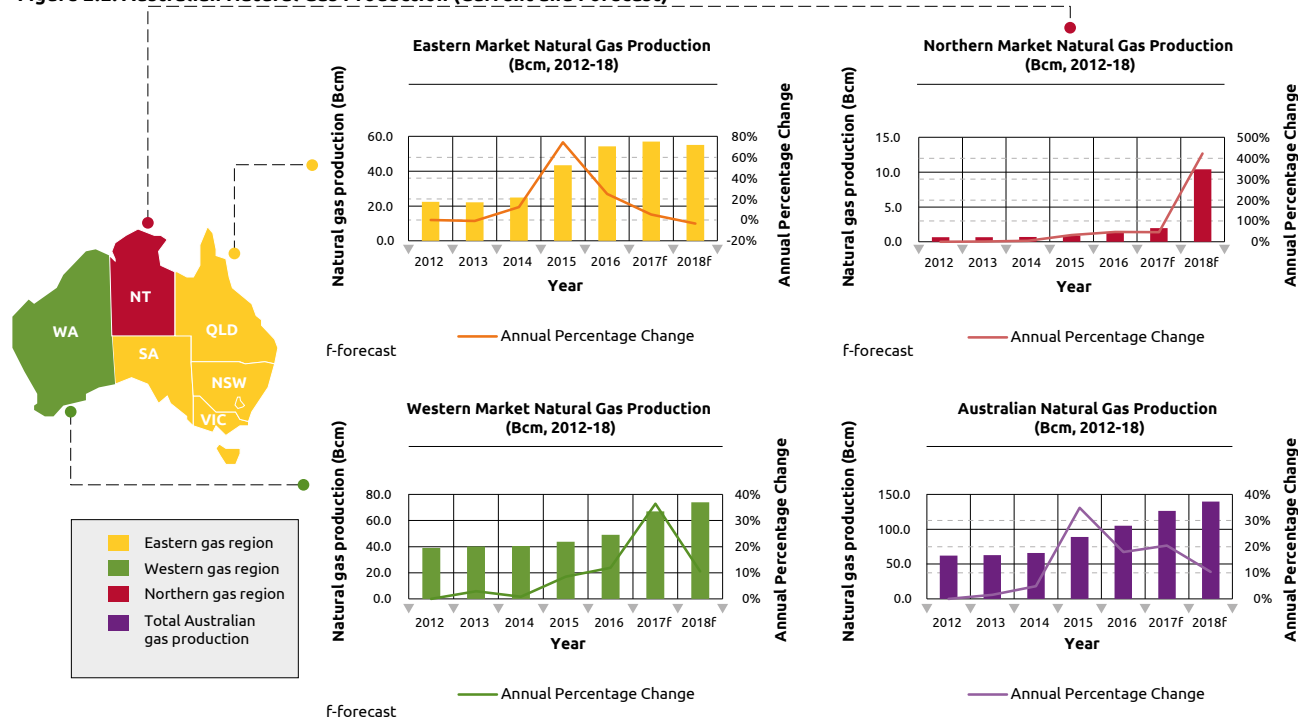 Australian Natural Gas Production (Current and Forecast)
Eastern Market Natural Gas Production
(Bcm, 2012-18)
Natural gas production (Bcm)
Annual Percentage Change
60.0
40.0
20.0
0.0
80%
60%
40%
20%
0%
-20%
2012 2013 2014 2015 2016 2017f 2018f
Year
Annual Percentage Change
f-forecast
Northern Market Natural Gas Production
(Bcm, 2012-18)
Natural gas production (Bcm)
Annual Percentage Change
15.0
10.0
5.0
0.0
500%
400%
300%
200%
100%
0%
2012 2013 2014 2015 2016 2017f 2018f
Year
Annual Percentage Change
f-forecast
WA
NT
QLD
SA
NSW
VIC
Western Market Natural Gas Production
(Bcm, 2012-18)
Natural gas production (Bcm)
Annual Percentage Change
80.0
60.0
40.0
20.0
0.0
40%
30%
20%
10%
0%
2012 2013 2014 2015 2016 2017f 2018f
Year
Annual Percentage Change
f-forecast
Australian Natural Gas Production
(Bcm, 2012-18)
Natural gas production (Bcm)
Annual Percentage Change
150.0
100.0
50.0
0.0
40%
30%
20%
10%
0%
2012 2013 2014 2015 2016 2017f 2018f
Year
Annual Percentage Change
Eastern gas region
Western gas region
Northern gas region
Total Australian
gas production